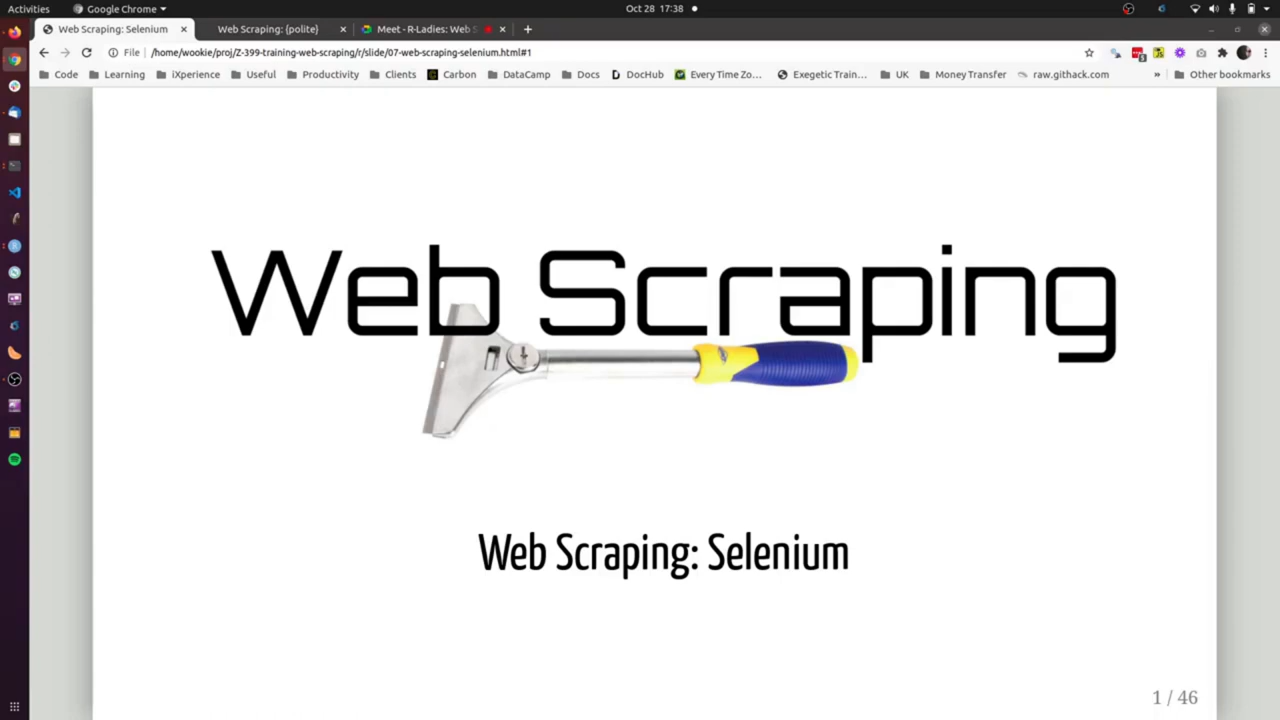 Activities Google Chrome Oct 28 17:38
Web Scraping: Selenium Web Scraping: {polite} Meet - R-Ladies: Web S
File /home/wookie/proj/Z-399-training-web-scraping/r/slide/07-web-scraping-selenium.html#1
Code Learning iXperience Useful Productivity Clients Carbon DataCamp Docs DocHub Every Time Zo... Exegetic Train... UK Money Transfer raw.githack.com » Other bookmarks
Web Scraping
Web Scraping: Selenium
1 / 46